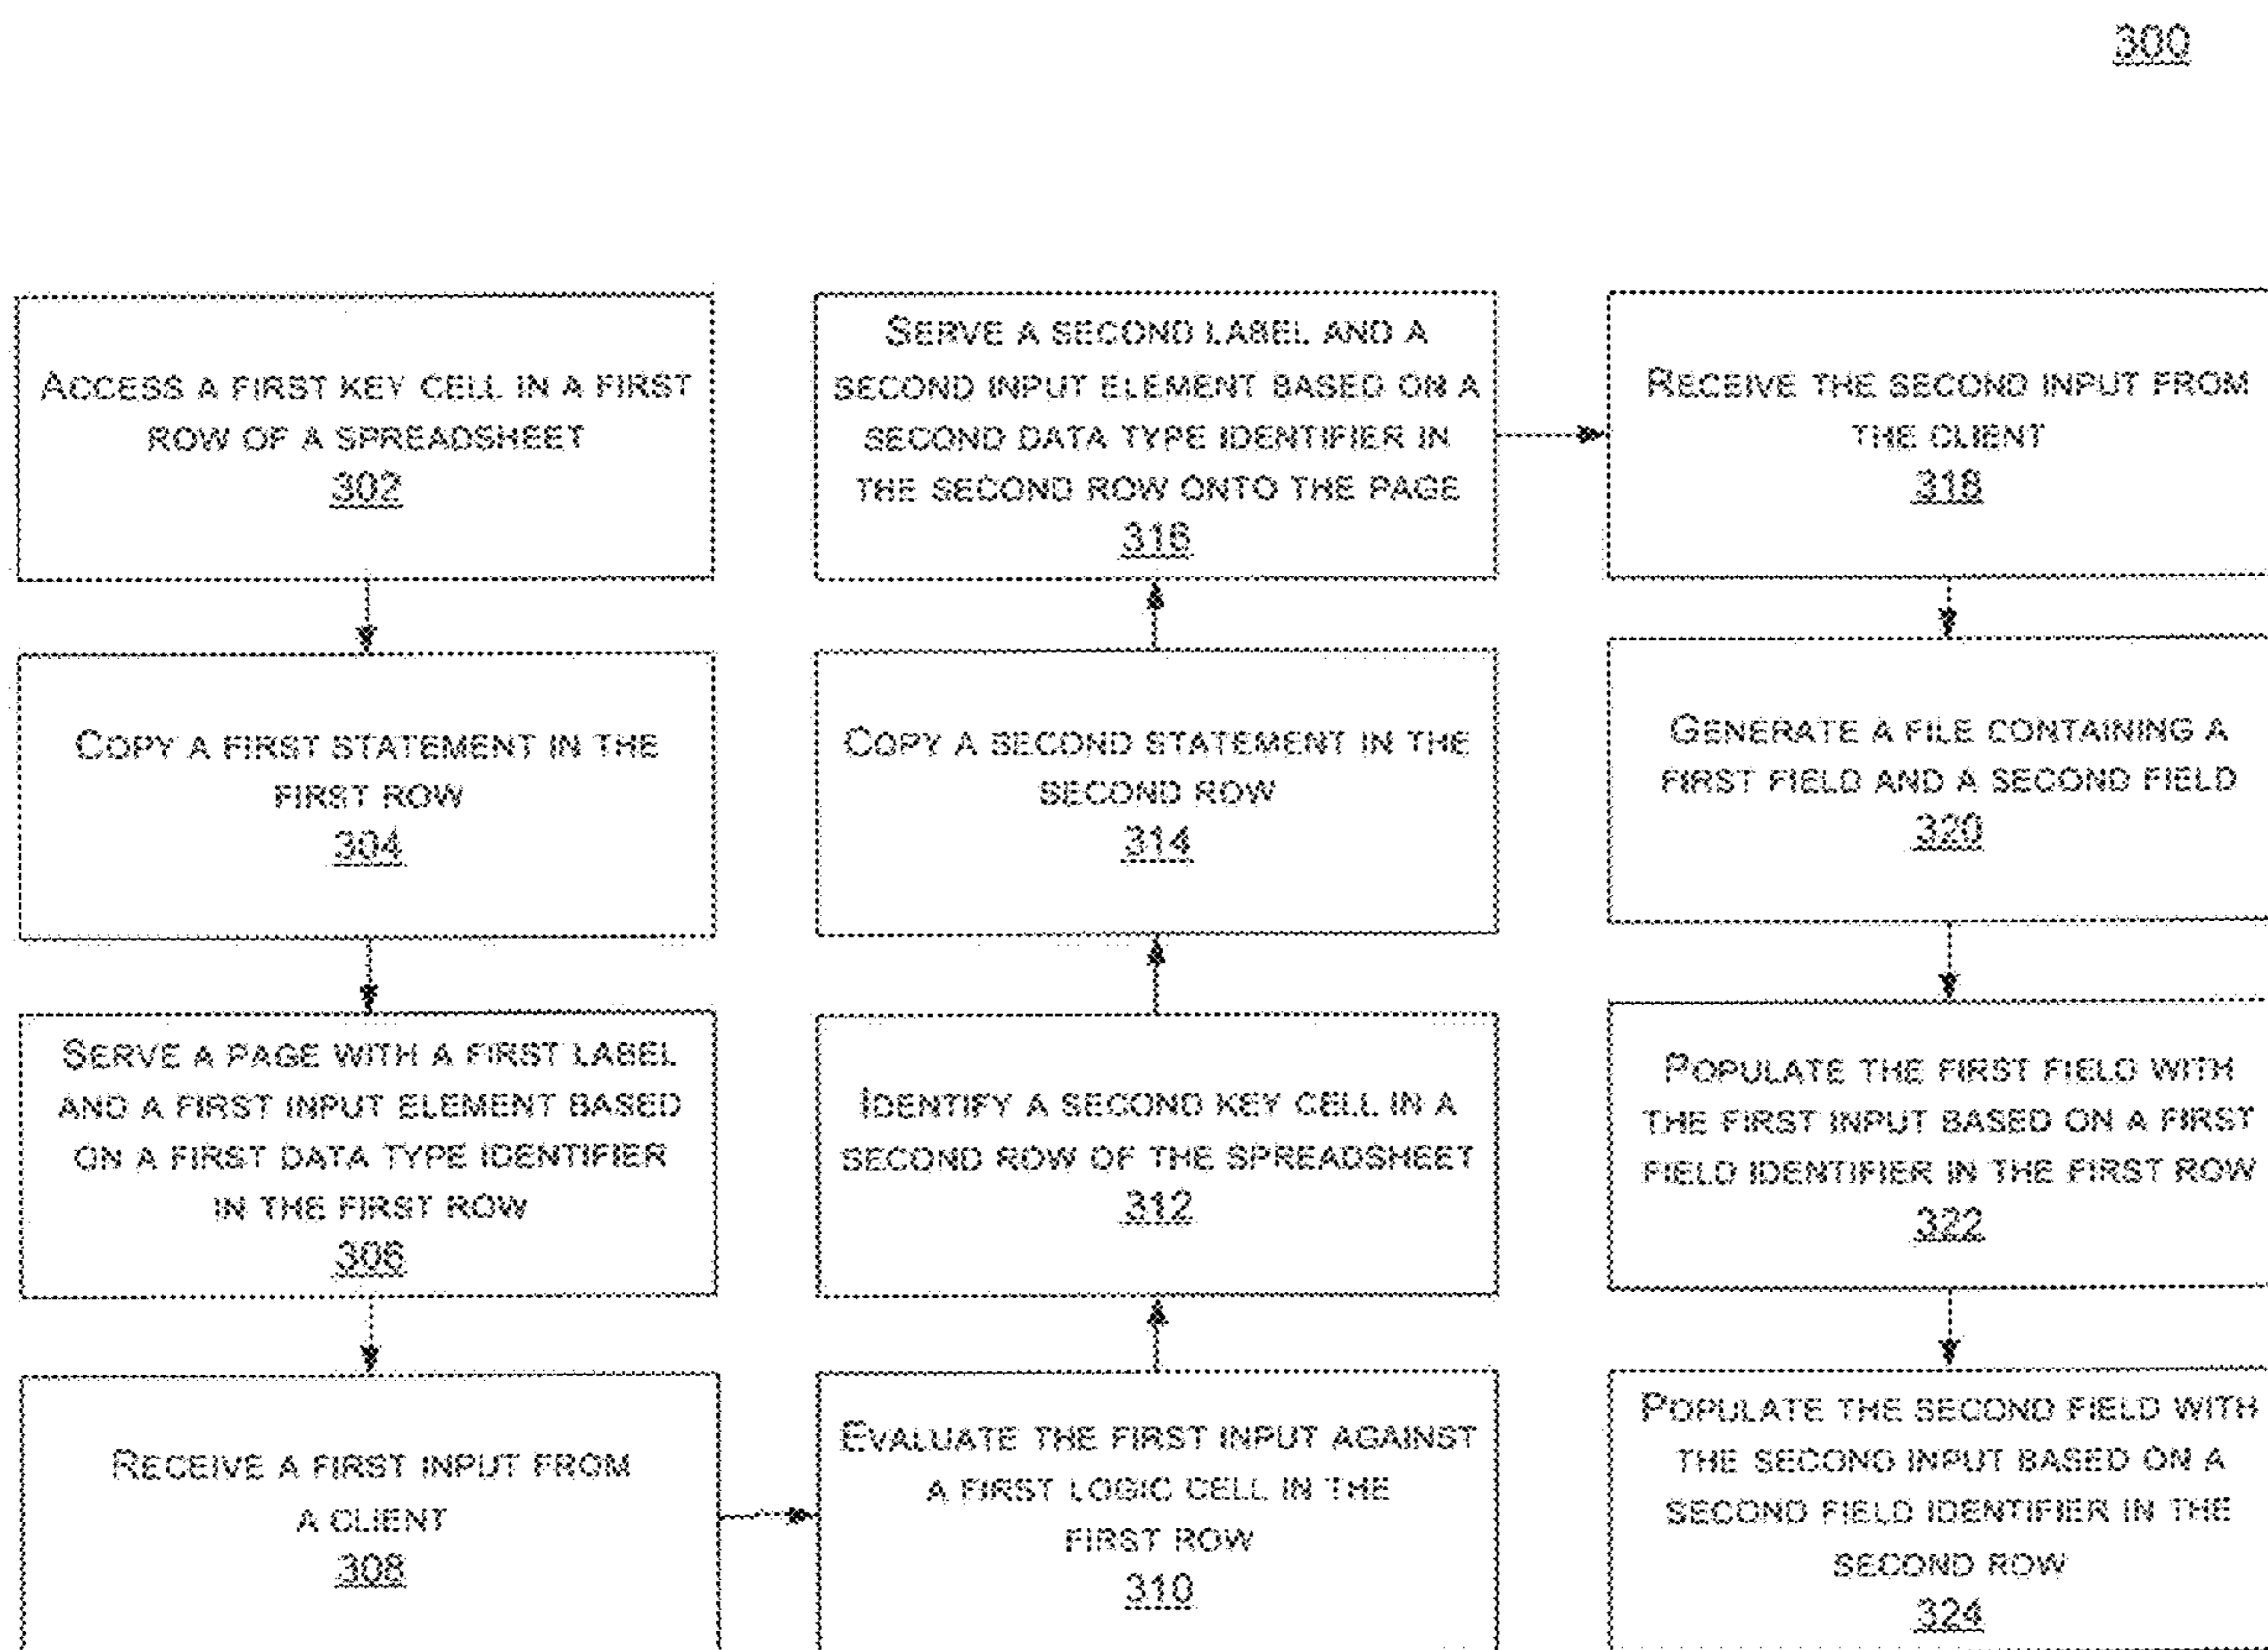 300
ACCESS A FIRST KEY CELL IN A FIRST
ROW OF A SPREADSHEET
302
COPY A FIRST STATEMENT IN THE
FIRST ROW
304
SERVE A PAGE WITH A FIRST LABEL
AND A FIRST INPUT ELEMENT BASED
ON A FIRST DATA TYPE IDENTIFIER
IN THE FIRST ROW
306
RECEIVE A FIRST INPUT FROM
A CLIENT
308
EVALUATE THE FIRST INPUT AGAINST
A FIRST LOGIC CELL IN THE
FIRST ROW
310
IDENTIFY A SECOND KEY CELL IN A
SECOND ROW OF THE SPREADSHEET
312
COPY A SECOND STATEMENT IN THE
SECOND ROW
314
SERVE A SECOND LABEL AND A
SECOND INPUT ELEMENT BASED ON A
SECOND DATA TYPE IDENTIFIER IN
THE SECOND ROW ONTO THE PAGE
316
RECEIVE THE SECOND INPUT FROM
THE CLIENT
318
GENERATE A FILE CONTAINING A
FIRST FIELD AND A SECOND FIELD
320
POPULATE THE FIRST FIELD WITH
THE FIRST INPUT BASED ON A FIRST
FIELD IDENTIFIER IN THE FIRST ROW
322
POPULATE THE SECOND FIELD WITH
THE SECOND INPUT BASED ON A
SECOND FIELD IDENTIFIER IN THE
SECOND ROW
324